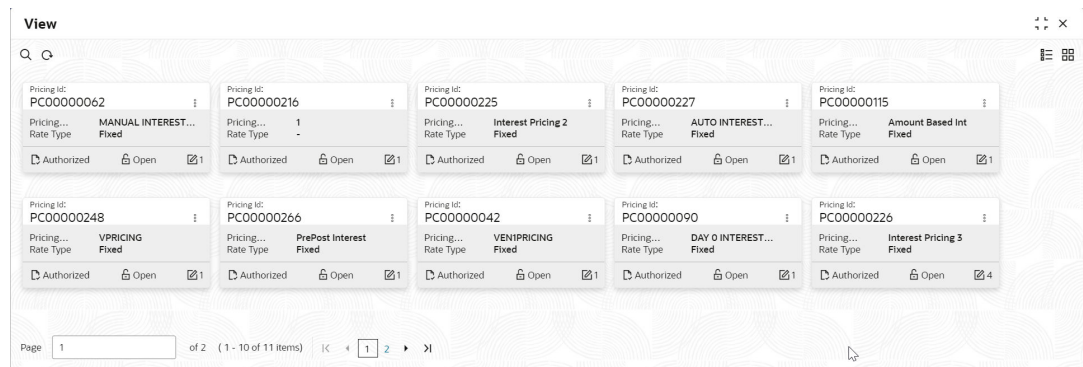 View
Pricing Id:
PC00000062
Pricing... MANUAL INTEREST...
Rate Type Fixed
Authorized Open 1
Pricing Id:
PC00000216
Pricing... 1
Rate Type -
Authorized Open 1
Pricing Id:
PC00000225
Pricing... Interest Pricing 2
Rate Type Fixed
Authorized Open 1
Pricing Id:
PC00000227
Pricing... AUTO INTEREST...
Rate Type Fixed
Authorized Open 1
Pricing Id:
PC00000115
Pricing... Amount Based Int
Rate Type Fixed
Authorized Open 1
Pricing Id:
PC00000248
Pricing... VPRICING
Rate Type Fixed
Authorized Open 1
Pricing Id:
PC00000266
Pricing... PrePost Interest
Rate Type Fixed
Authorized Open 1
Pricing Id:
PC00000042
Pricing... VEN1PRICING
Rate Type Fixed
Authorized Open 1
Pricing Id:
PC00000090
Pricing... DAY 0 INTEREST...
Rate Type Fixed
Authorized Open 1
Pricing Id:
PC00000226
Pricing... Interest Pricing 3
Rate Type Fixed
Authorized Open 4
Page 1 of 2 (1 - 10 of 11 items) 1 2